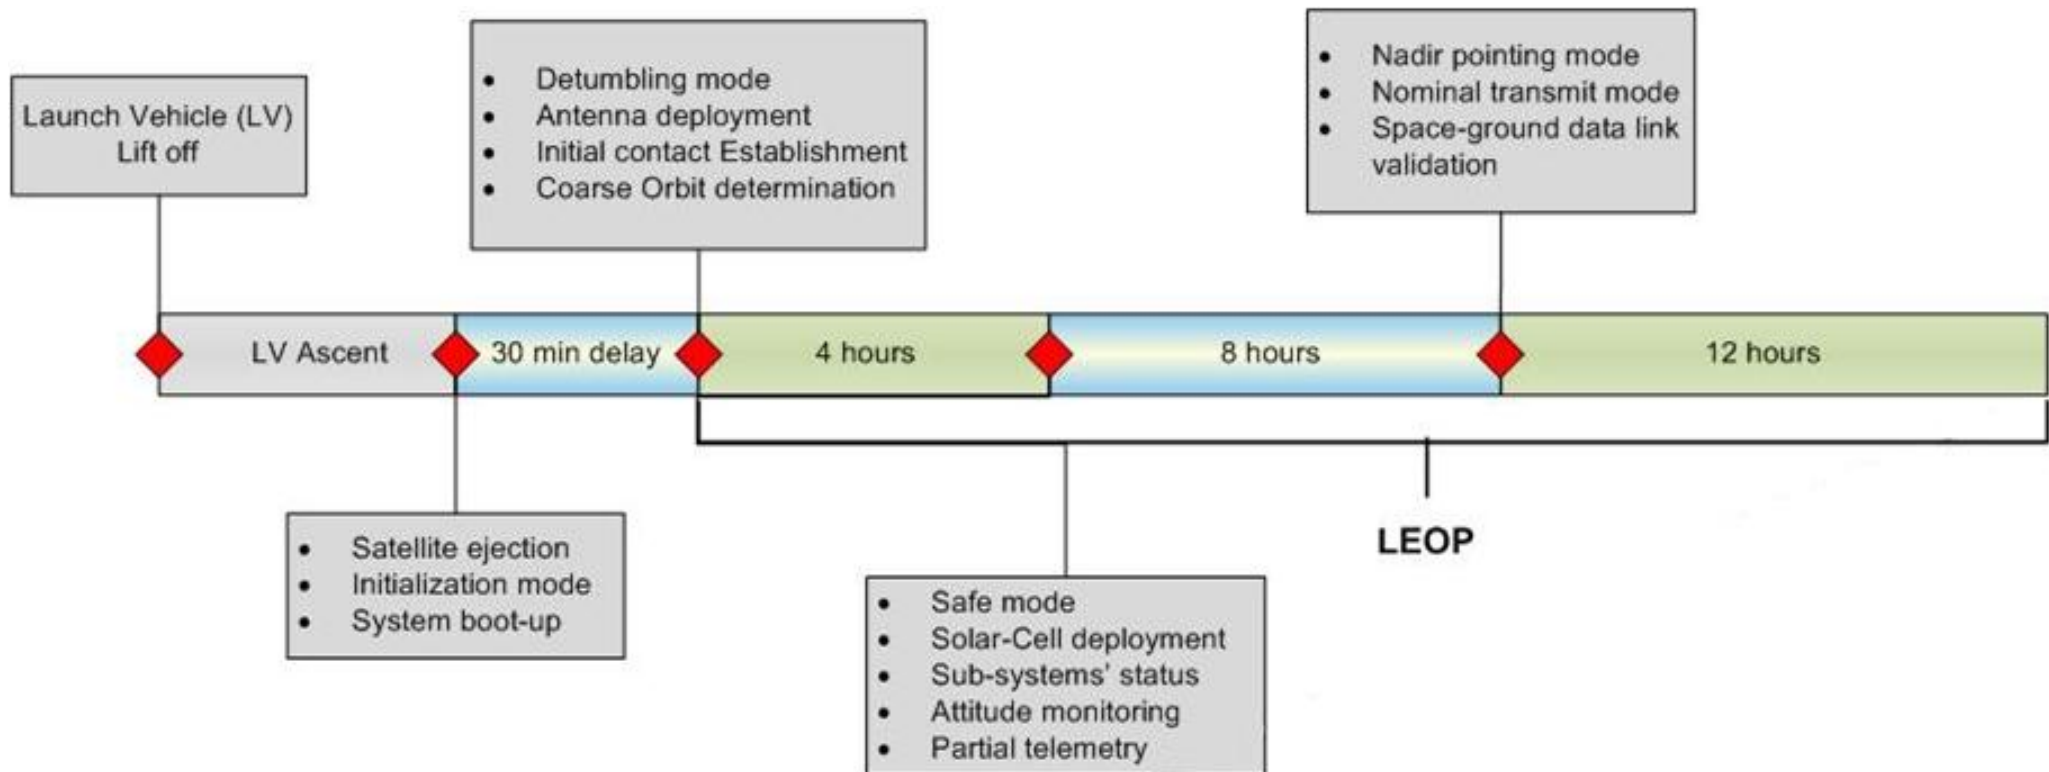 Launch Vehicle (LV)
Lift off
• Detumbling mode
• Antenna deployment
• Initial contact Establishment
• Coarse Orbit determination
• Nadir pointing mode
• Nominal transmit mode
• Space-ground data link
validation
LV Ascent
30 min delay
4 hours
8 hours
12 hours
• Satellite ejection
• Initialization mode
• System boot-up
• Safe mode
• Solar-Cell deployment
• Sub-systems' status
• Attitude monitoring
• Partial telemetry
LEOP